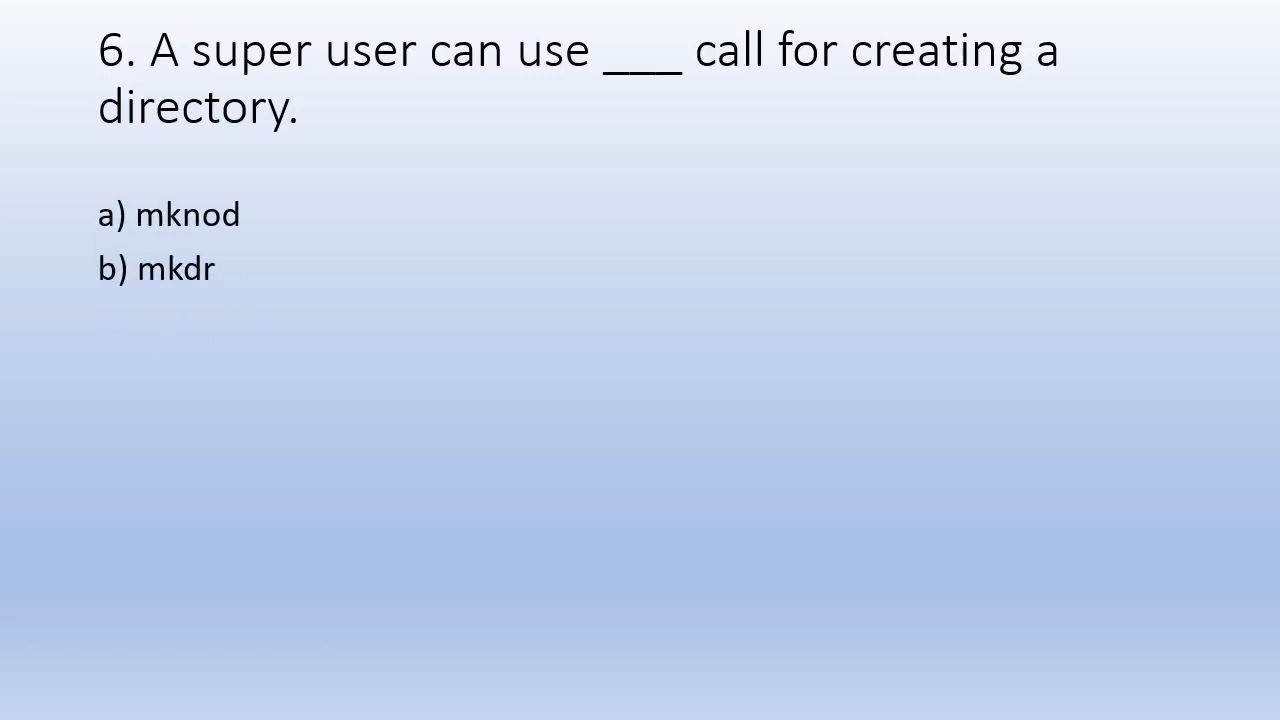 6. A super user can use ___ call for creating a
directory.
a) mknod
b) mkdr